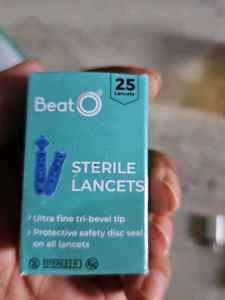 25
Lancets
BeatO
STERILE
LANCETS
> Ultra fine tri-bevel tip
> Protective safety disc seal
on all lancets
STERILE R